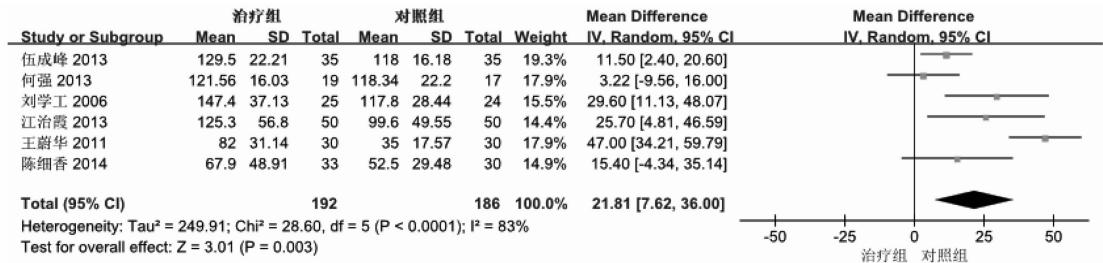 治疗组 对照组 Mean Difference Mean Difference
Study or Subgroup Mean SD Total Mean SD Total Weight IV, Random, 95% CI IV, Random, 95% CI
伍成峰 2013 129.5 22.21 35 118 16.18 35 19.3% 11.50 [2.40, 20.60]
何强 2013 121.56 16.03 19 118.34 22.2 17 17.9% 3.22 [-9.56, 16.00]
刘学工 2006 147.4 37.13 25 117.8 28.44 24 15.5% 29.60 [11.13, 48.07]
江治霞 2013 125.3 56.8 50 99.6 49.55 50 14.4% 25.70 [4.81, 46.59]
王蔚华 2011 82 31.14 30 35 17.57 30 17.9% 47.00 [34.21, 59.79]
陈细香 2014 67.9 48.91 33 52.5 29.48 30 14.9% 15.40 [-4.34, 35.14]
Total (95% CI) 192 186 100.0% 21.81 [7.62, 36.00]
Heterogeneity: Tau² = 249.91; Chi² = 28.60, df = 5 (P < 0.0001); I² = 83%
Test for overall effect: Z = 3.01 (P = 0.003)
-50 -25 0 25 50
治疗组 对照组